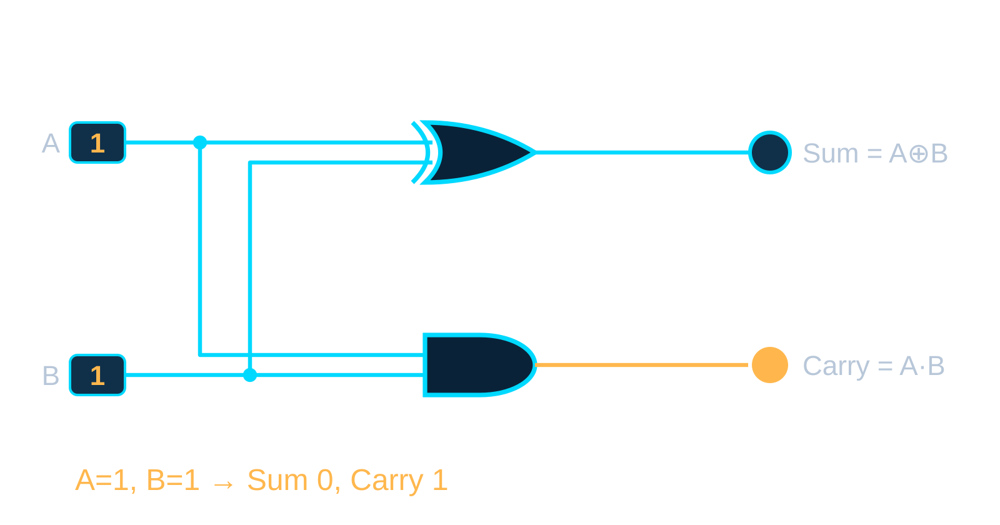 A 1
Sum = A⊕B
B 1
Carry = A·B
A=1, B=1 → Sum 0, Carry 1